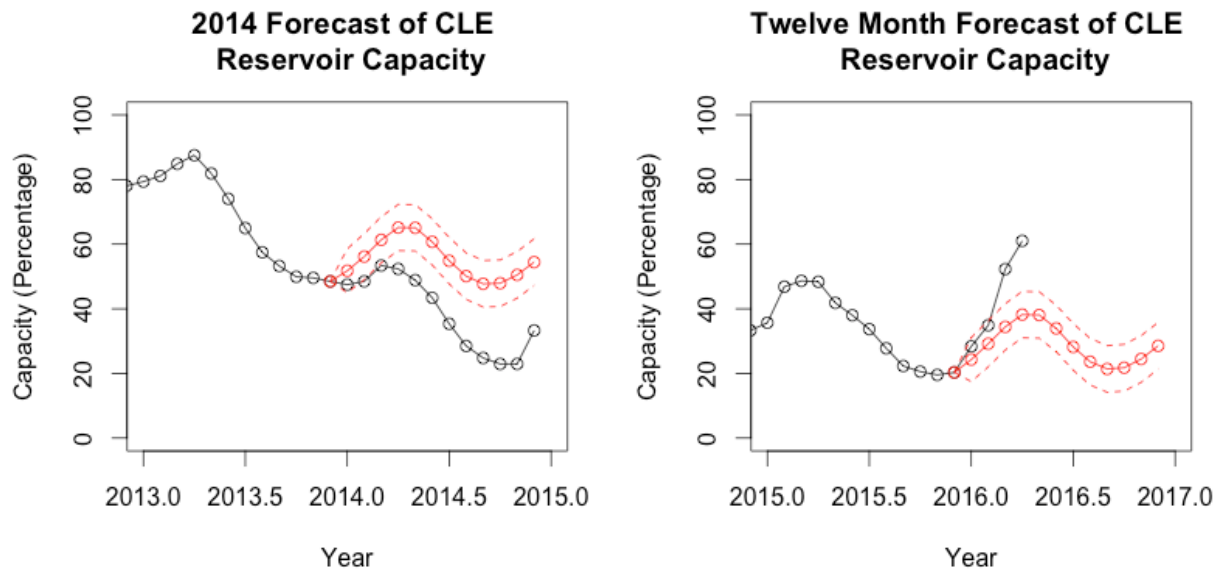 2014 Forecast of CLE
Reservoir Capacity
Capacity (Percentage)
100
80
60
40
20
0
2013.0 2013.5 2014.0 2014.5 2015.0
Year
Twelve Month Forecast of CLE
Reservoir Capacity
Capacity (Percentage)
100
80
60
40
20
0
2015.0 2015.5 2016.0 2016.5 2017.0
Year